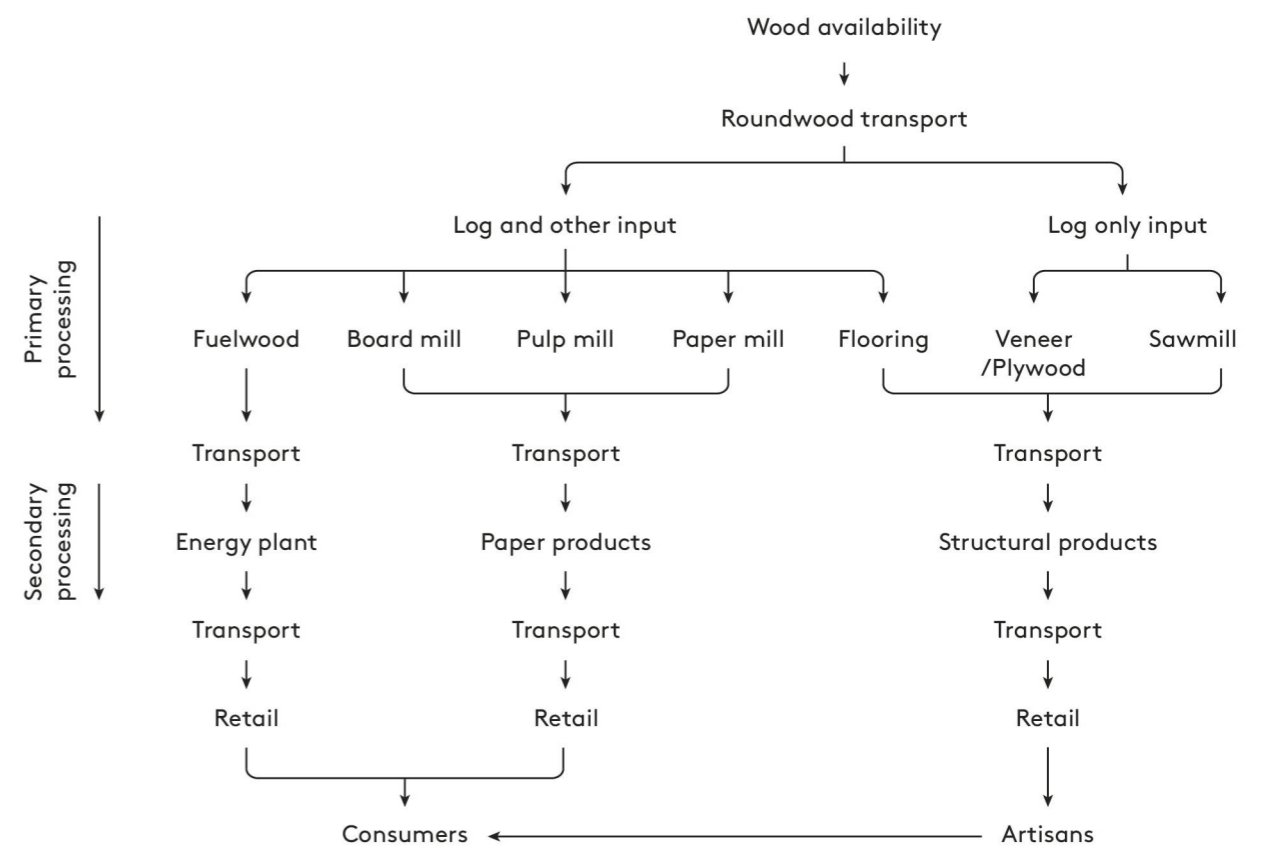 Wood availability
Roundwood transport
Log and other input
Log only input
Primary
processing
Fuelwood
Board mill
Pulp mill
Paper mill
Flooring
Veneer
/Plywood
Sawmill
Transport
Transport
Transport
Secondary
processing
Energy plant
Paper products
Structural products
Transport
Transport
Transport
Retail
Retail
Retail
Consumers
Artisans